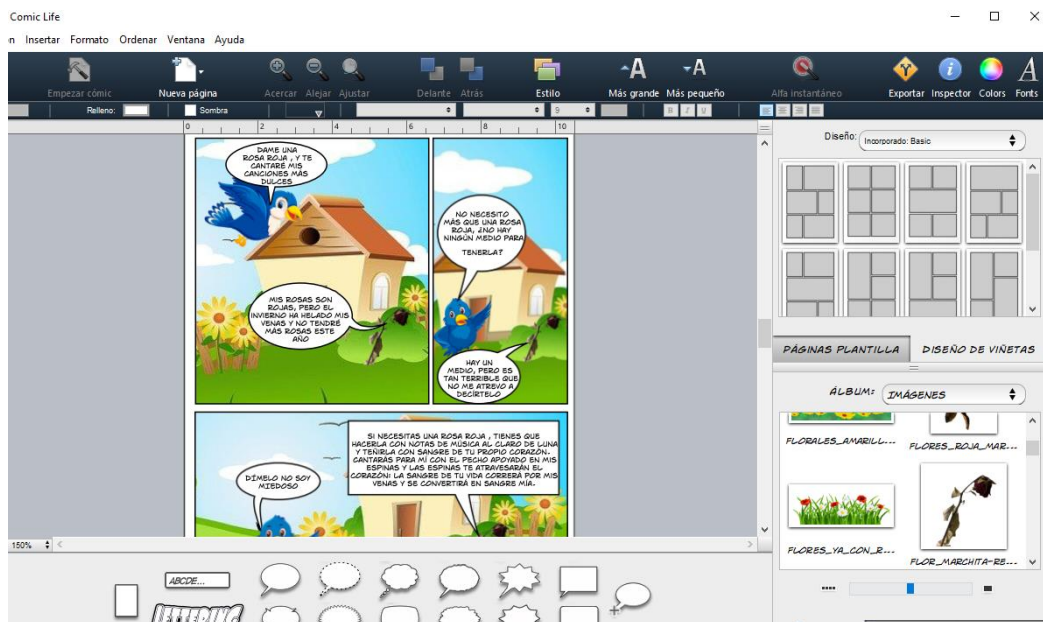 Comic Life
n Insertar Formato Ordenar Ventana Ayuda
Empezar cómic Nueva página Acercar Alejar Ajustar Delante Atrás Estilo Más grande Más pequeño Alfa instantáneo Exportar Inspector Colors Fonts
Relleno: Sombra 9 B I U
0 2 4 6 8 10
DAME UNA
ROSA ROJA , Y TE
CANTARÉ MIS
CANCIONES MÁS
DULCES
MIS ROSAS SON
ROJAS, PERO EL
INVIERNO HA HELADO MIS
VENAS Y NO TENDRÉ
MÁS ROSAS ESTE
AÑO
NO NECESITO
MÁS QUE UNA ROSA
ROJA, ¿NO HAY
NINGÚN MEDIO PARA
TENERLA?
HAY UN
MEDIO, PERO ES
TAN TERRIBLE QUE
NO ME ATREVO A
DECÍRTELO
SI NECESITAS UNA ROSA ROJA , TIENES QUE
HACERLA CON NOTAS DE MÚSICA AL CLARO DE LUNA
Y TEÑIRLA CON SANGRE DE TU PROPIO CORAZÓN.
CANTARÁS PARA MÍ CON EL PECHO APOYADO EN MIS
ESPINAS Y LAS ESPINAS TE ATRAVESARÁN EL
CORAZÓN: LA SANGRE DE TU VIDA CORRERÁ POR MIS
VENAS Y SE CONVERTIRÁ EN SANGRE MÍA.
DÍMELO NO SOY
MIEDOSO
150%
ABCDE...
LETTERING
Diseño: Incorporado: Basic
PÁGINAS PLANTILLA DISEÑO DE VIÑETAS
ÁLBUM: IMÁGENES
FLORALES_AMARILL... FLORES_ROJA_MAR...
FLORES_YA_CON_R... FLOR_MARCHITA-RE...